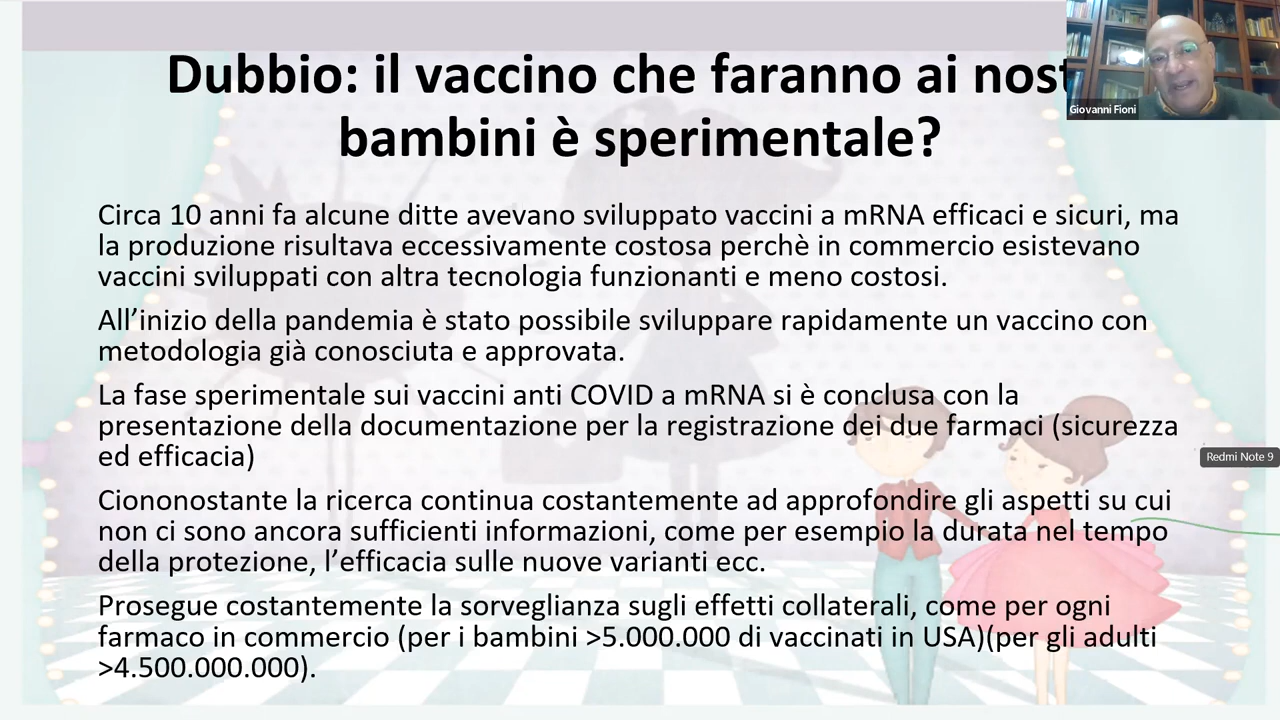 Dubbio: il vaccino che faranno ai nost
bambini è sperimentale?
Giovanni Fioni
Circa 10 anni fa alcune ditte avevano sviluppato vaccini a mRNA efficaci e sicuri, ma
la produzione risultava eccessivamente costosa perchè in commercio esistevano
vaccini sviluppati con altra tecnologia funzionanti e meno costosi.
All’inizio della pandemia è stato possibile sviluppare rapidamente un vaccino con
metodologia già conosciuta e approvata.
La fase sperimentale sui vaccini anti COVID a mRNA si è conclusa con la
presentazione della documentazione per la registrazione dei due farmaci (sicurezza
ed efficacia)
Redmi Note 9
Ciononostante la ricerca continua costantemente ad approfondire gli aspetti su cui
non ci sono ancora sufficienti informazioni, come per esempio la durata nel tempo
della protezione, l’efficacia sulle nuove varianti ecc.
Prosegue costantemente la sorveglianza sugli effetti collaterali, come per ogni
farmaco in commercio (per i bambini >5.000.000 di vaccinati in USA)(per gli adulti
>4.500.000.000).